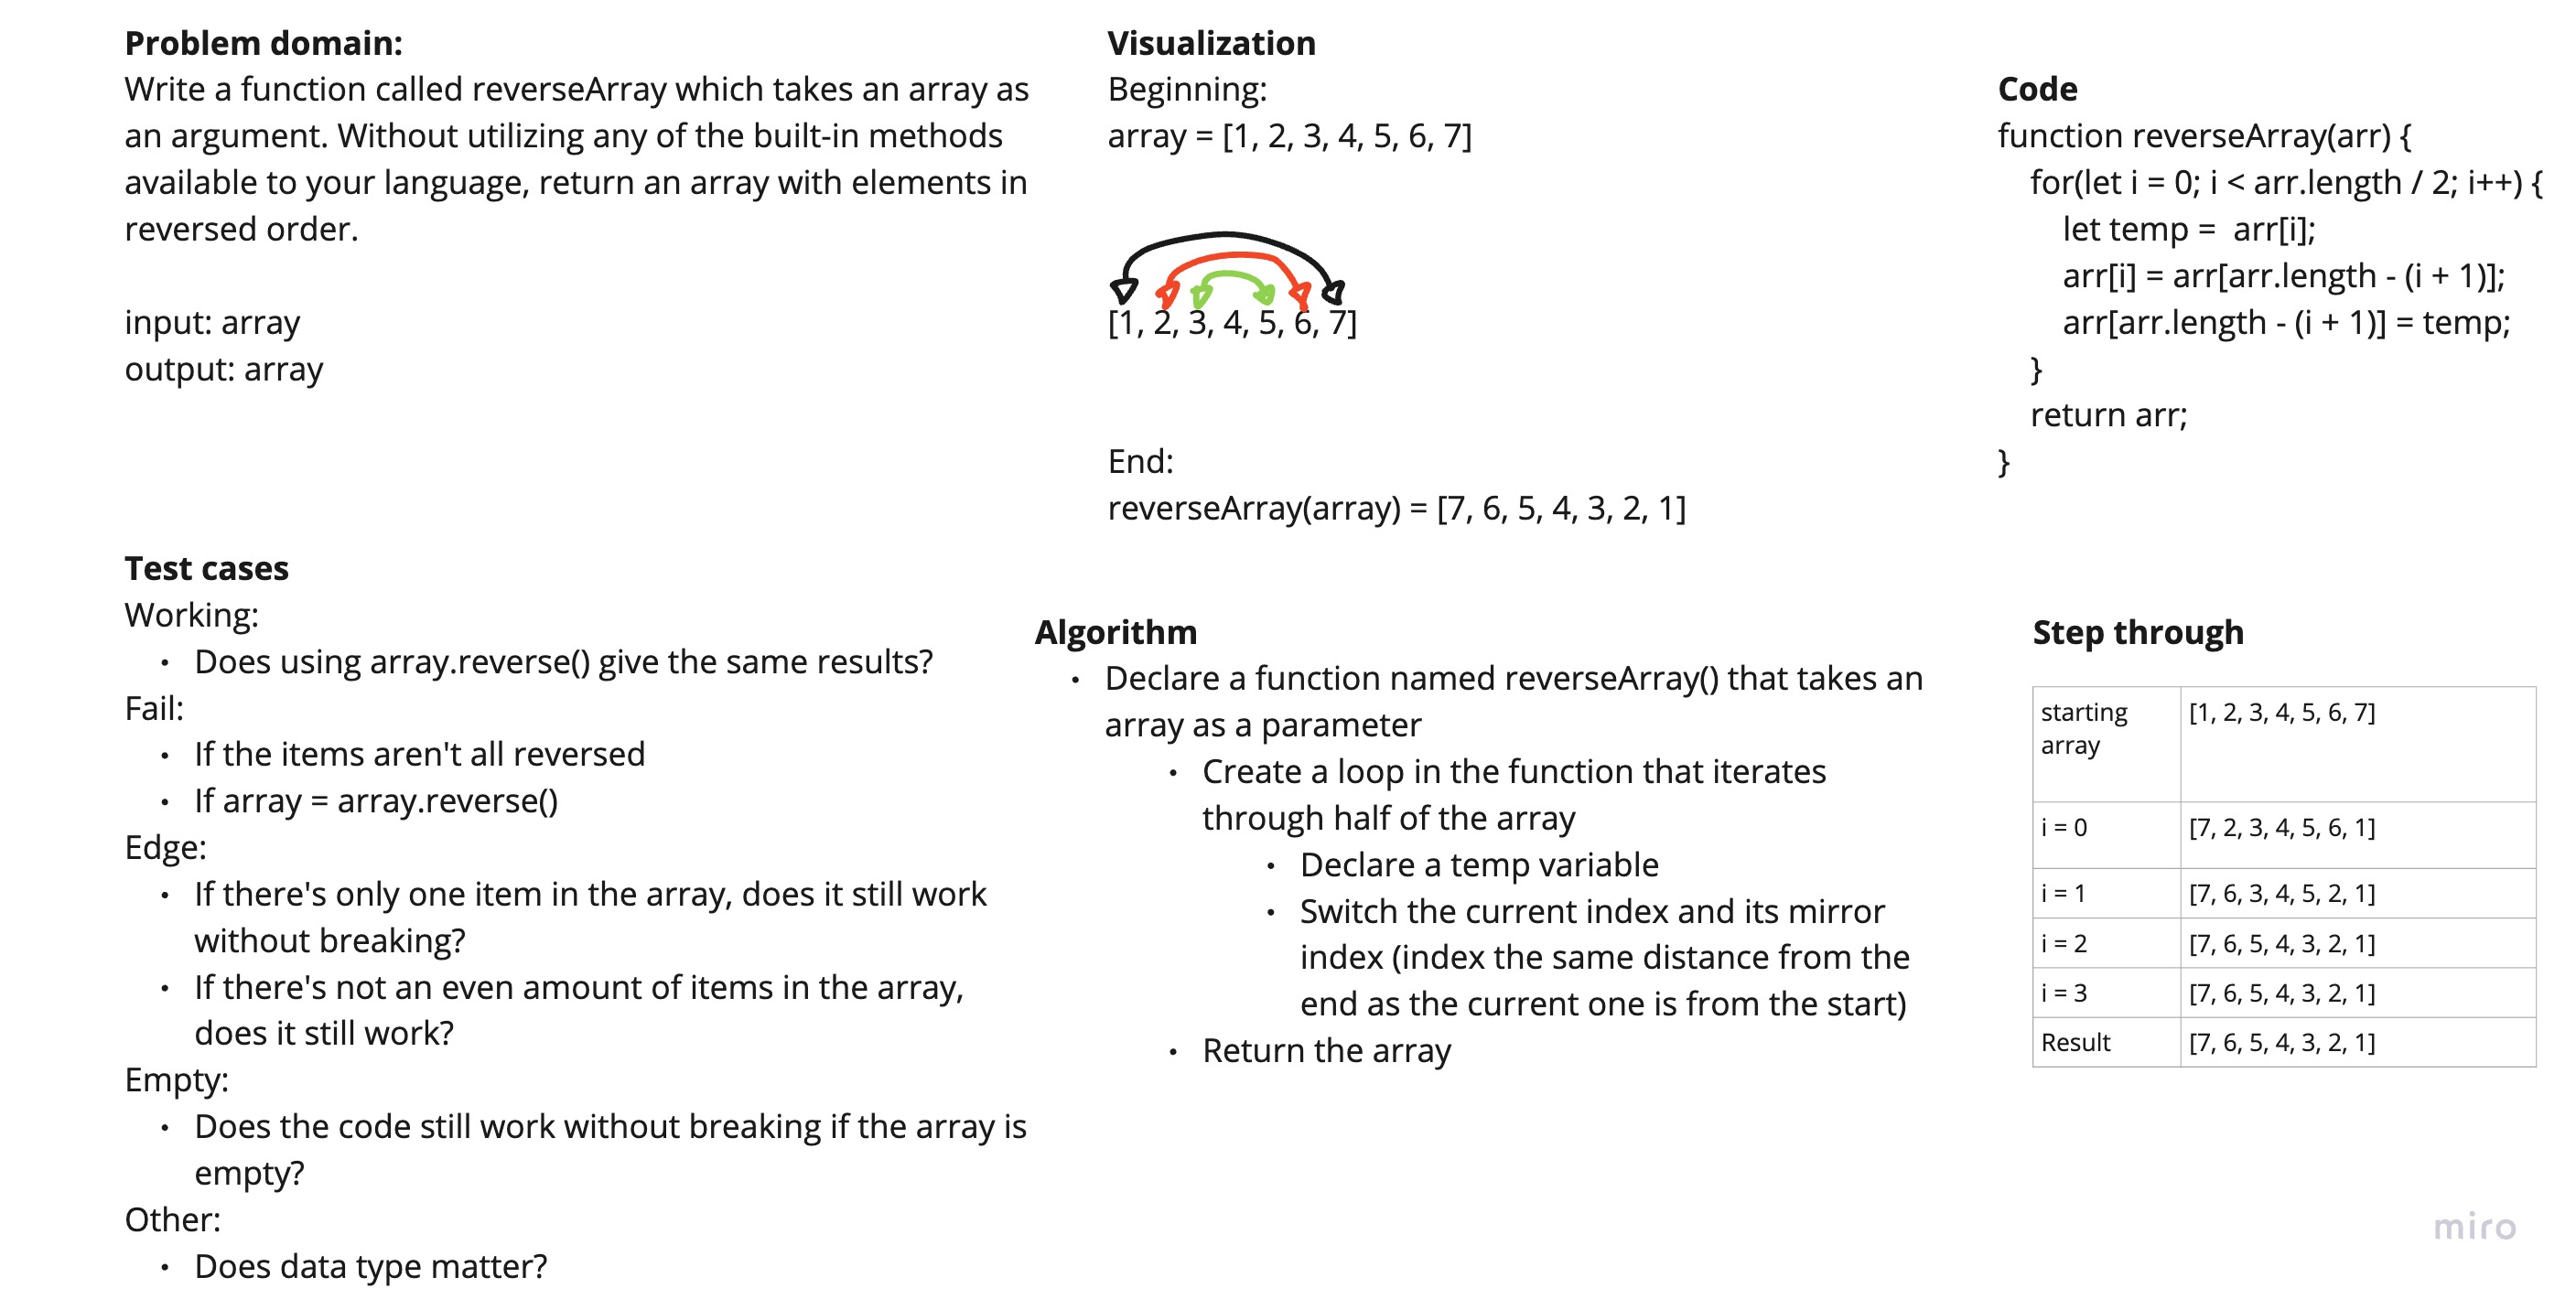 Problem domain:
Write a function called reverseArray which takes an array as
an argument. Without utilizing any of the built-in methods
available to your language, return an array with elements in
reversed order.
input: array
output: array
Test cases
Working:
• Does using array.reverse() give the same results?
Fail:
• If the items aren't all reversed
• If array = array.reverse()
Edge:
• If there's only one item in the array, does it still work
without breaking?
• If there's not an even amount of items in the array,
does it still work?
Empty:
• Does the code still work without breaking if the array is
empty?
Other:
• Does data type matter?
Visualization
Beginning:
array = [1, 2, 3, 4, 5, 6, 7]
[1, 2, 3, 4, 5, 6, 7]
End:
reverseArray(array) = [7, 6, 5, 4, 3, 2, 1]
Algorithm
• Declare a function named reverseArray() that takes an
array as a parameter
• Create a loop in the function that iterates
through half of the array
• Declare a temp variable
• Switch the current index and its mirror
index (index the same distance from the
end as the current one is from the start)
• Return the array
Code
function reverseArray(arr) {
for(let i = 0; i < arr.length / 2; i++) {
let temp =  arr[i];
arr[i] = arr[arr.length - (i + 1)];
arr[arr.length - (i + 1)] = temp;
}
return arr;
}
Step through
starting
array
[1, 2, 3, 4, 5, 6, 7]
i = 0 [7, 2, 3, 4, 5, 6, 1]
i = 1 [7, 6, 3, 4, 5, 2, 1]
i = 2 [7, 6, 5, 4, 3, 2, 1]
i = 3 [7, 6, 5, 4, 3, 2, 1]
Result [7, 6, 5, 4, 3, 2, 1]
miro